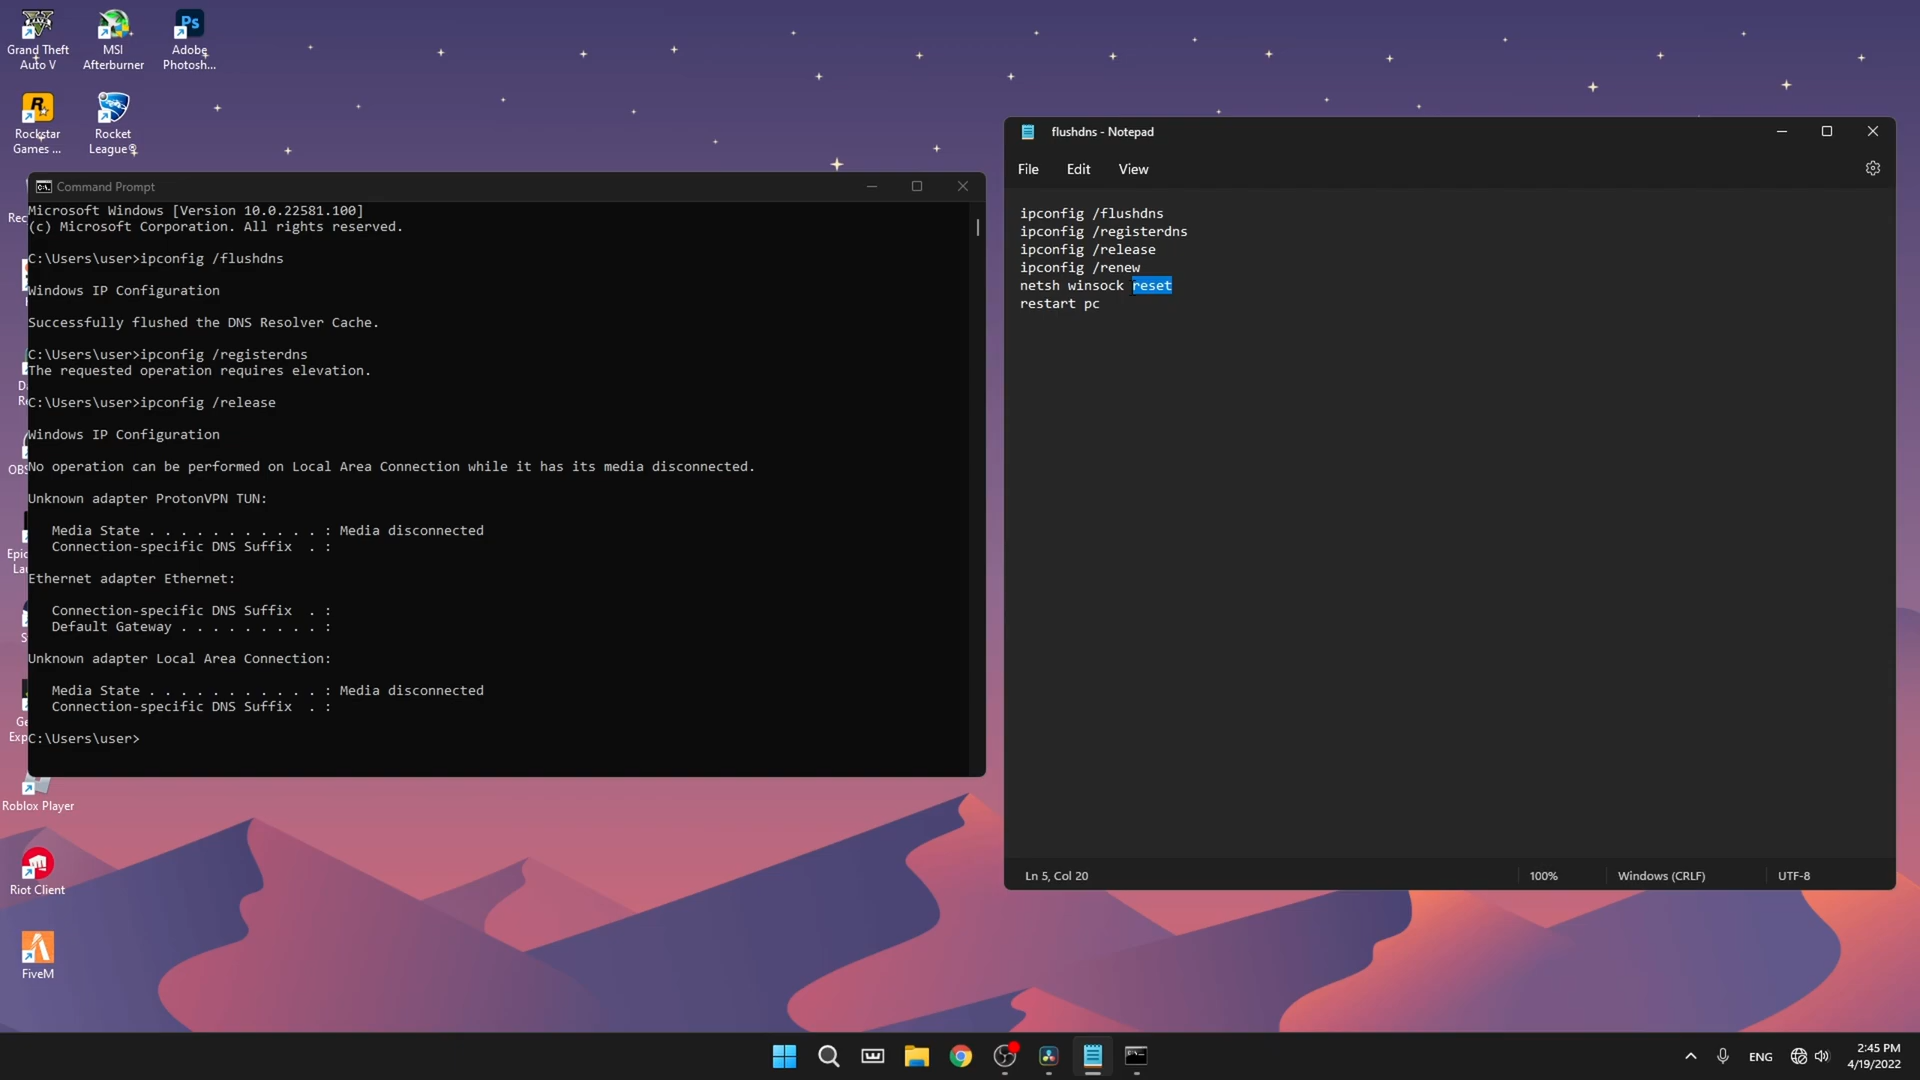 Grand Theft
Auto V
MSI
Afterburner
Ps
Adobe
Photosh...
Rockstar
Games ...
Rocket
League®
Command Prompt
Microsoft Windows [Version 10.0.22581.100]
(c) Microsoft Corporation. All rights reserved.
C:\Users\user>ipconfig /flushdns
Windows IP Configuration
Successfully flushed the DNS Resolver Cache.
C:\Users\user>ipconfig /registerdns
The requested operation requires elevation.
C:\Users\user>ipconfig /release
Windows IP Configuration
No operation can be performed on Local Area Connection while it has its media disconnected.
Unknown adapter ProtonVPN TUN:
Media State . . . . . . . . . . . : Media disconnected
Connection-specific DNS Suffix  . :
Ethernet adapter Ethernet:
Connection-specific DNS Suffix  . :
Default Gateway . . . . . . . . . :
Unknown adapter Local Area Connection:
Media State . . . . . . . . . . . : Media disconnected
Connection-specific DNS Suffix  . :
C:\Users\user>
Roblox Player
Riot Client
FiveM
flushdns - Notepad
File Edit View
ipconfig /flushdns
ipconfig /registerdns
ipconfig /release
ipconfig /renew
netsh winsock reset
restart pc
Ln 5, Col 20 100% Windows (CRLF) UTF-8
ENG
2:45 PM
4/19/2022